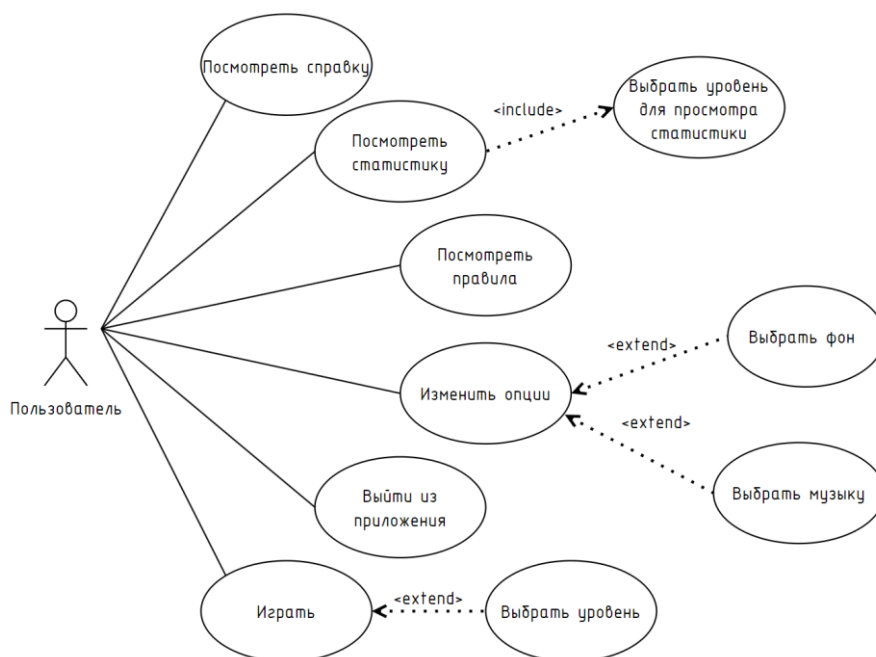 Посмотреть справку
Посмотреть
статистику
<include>
Выбрать уровень
для просмотра
статистики
Посмотреть
правила
Пользователь
Изменить опции
<extend>
Выбрать фон
<extend>
Выбрать музыку
Выйти из
приложения
Играть
<extend>
Выбрать уровень